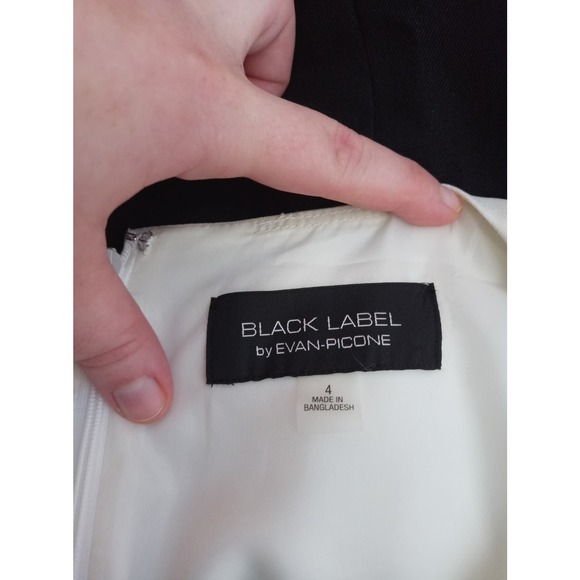 BLACK LABEL
by EVAN-PICONE
4
MADE IN
BANGLADESH